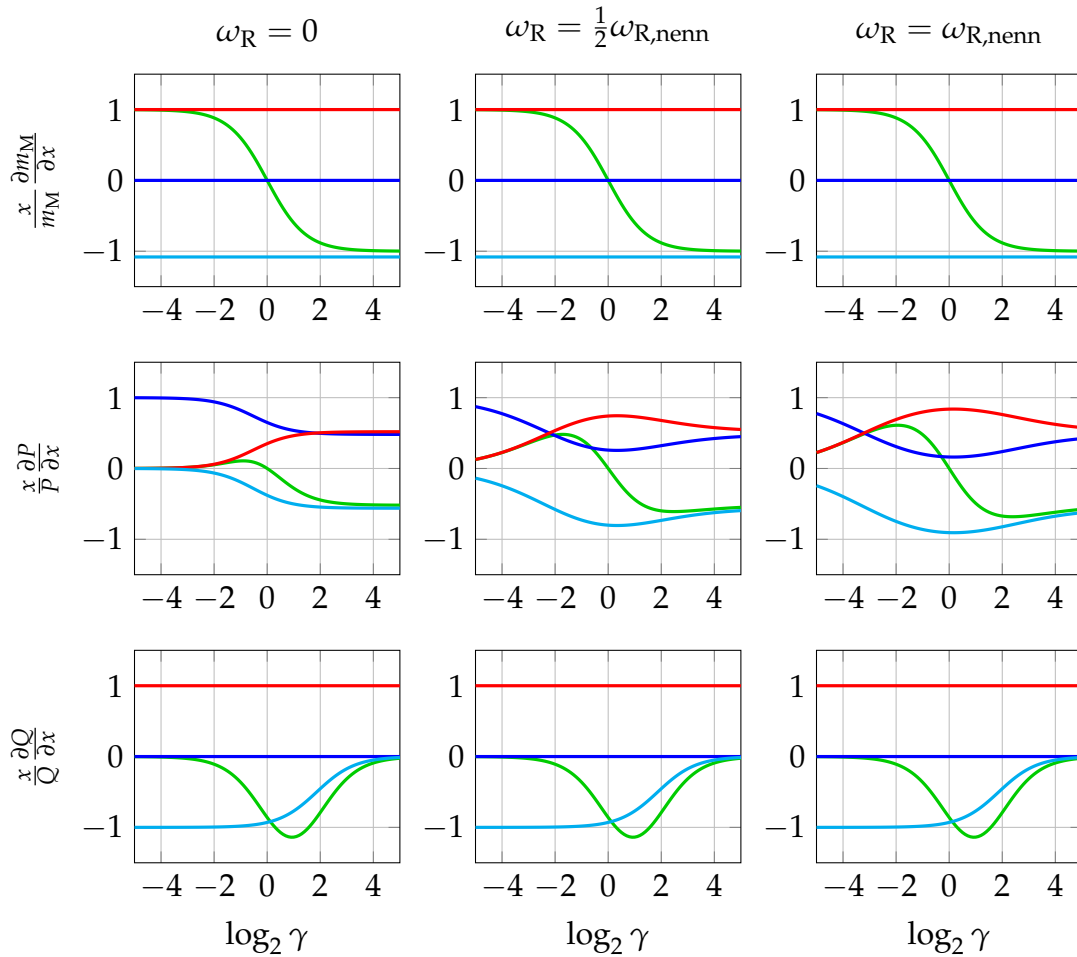 ω_R = 0 ω_R = ½ω_R,nenn ω_R = ω_R,nenn
x/m_M ∂m_M/∂x
1 1 1
0 0 0
−1 −1 −1
−4 −2 0 2 4 −4 −2 0 2 4 −4 −2 0 2 4
x/P ∂P/∂x
1 1 1
0 0 0
−1 −1 −1
−4 −2 0 2 4 −4 −2 0 2 4 −4 −2 0 2 4
x/Q ∂Q/∂x
1 1 1
0 0 0
−1 −1 −1
−4 −2 0 2 4 −4 −2 0 2 4 −4 −2 0 2 4
log₂ γ log₂ γ log₂ γ